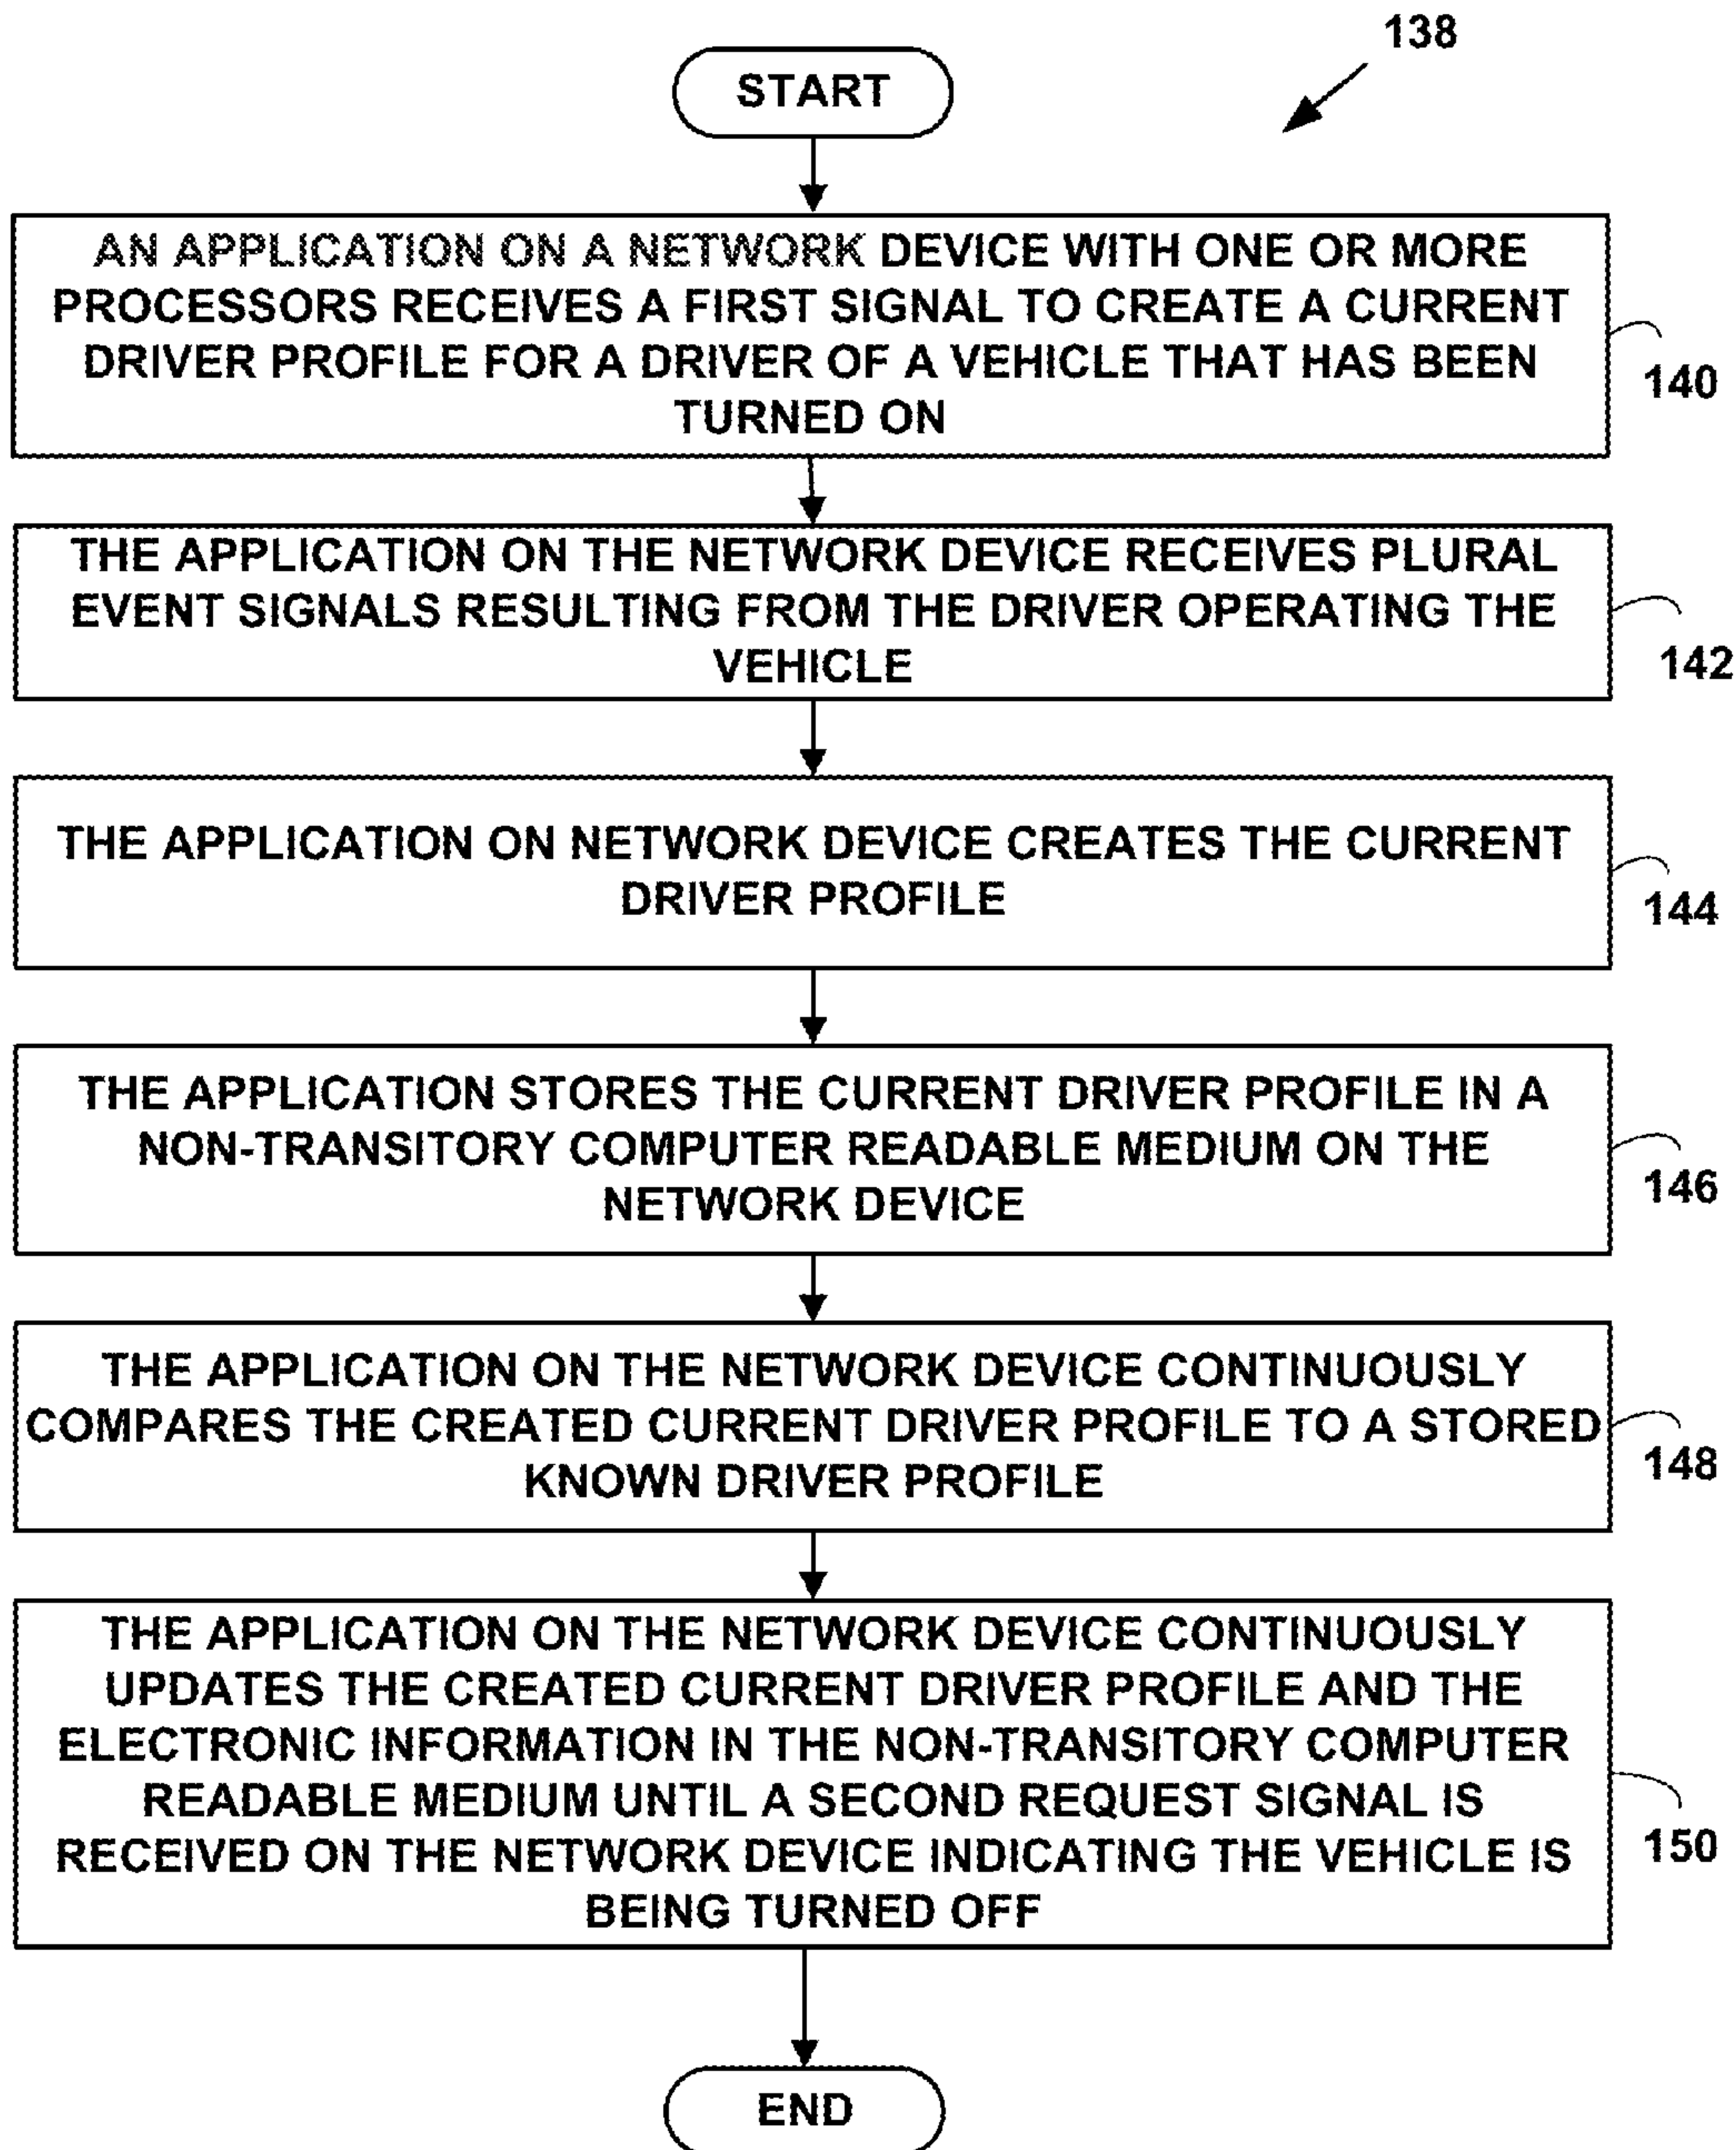 138
START
AN APPLICATION ON A NETWORK DEVICE WITH ONE OR MORE
PROCESSORS RECEIVES A FIRST SIGNAL TO CREATE A CURRENT
DRIVER PROFILE FOR A DRIVER OF A VEHICLE THAT HAS BEEN
TURNED ON
140
THE APPLICATION ON THE NETWORK DEVICE RECEIVES PLURAL
EVENT SIGNALS RESULTING FROM THE DRIVER OPERATING THE
VEHICLE
142
THE APPLICATION ON NETWORK DEVICE CREATES THE CURRENT
DRIVER PROFILE
144
THE APPLICATION STORES THE CURRENT DRIVER PROFILE IN A
NON-TRANSITORY COMPUTER READABLE MEDIUM ON THE
NETWORK DEVICE
146
THE APPLICATION ON THE NETWORK DEVICE CONTINUOUSLY
COMPARES THE CREATED CURRENT DRIVER PROFILE TO A STORED
KNOWN DRIVER PROFILE
148
THE APPLICATION ON THE NETWORK DEVICE CONTINUOUSLY
UPDATES THE CREATED CURRENT DRIVER PROFILE AND THE
ELECTRONIC INFORMATION IN THE NON-TRANSITORY COMPUTER
READABLE MEDIUM UNTIL A SECOND REQUEST SIGNAL IS
RECEIVED ON THE NETWORK DEVICE INDICATING THE VEHICLE IS
BEING TURNED OFF
150
END